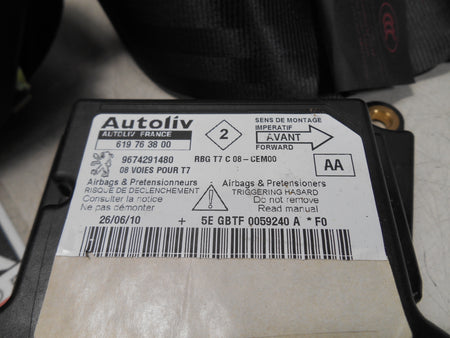 Autoliv
AUTOLIV FRANCE
619 76 38 00
2
SENS DE MONTAGE
IMPERATIF
AVANT
FORWARD
9674291480
08 VOIES POUR T7
RBG T7 C 08 - CEM00
AA
Airbags & Pretensionneurs
RISQUE DE DECLENCHEMENT
Consulter la notice
Ne pas démonter
Airbags & Pretensioners
TRIGGERING HASARD
Do not remove
Read manual
26/06/10 + 5E GBTF 0059240 A * F0